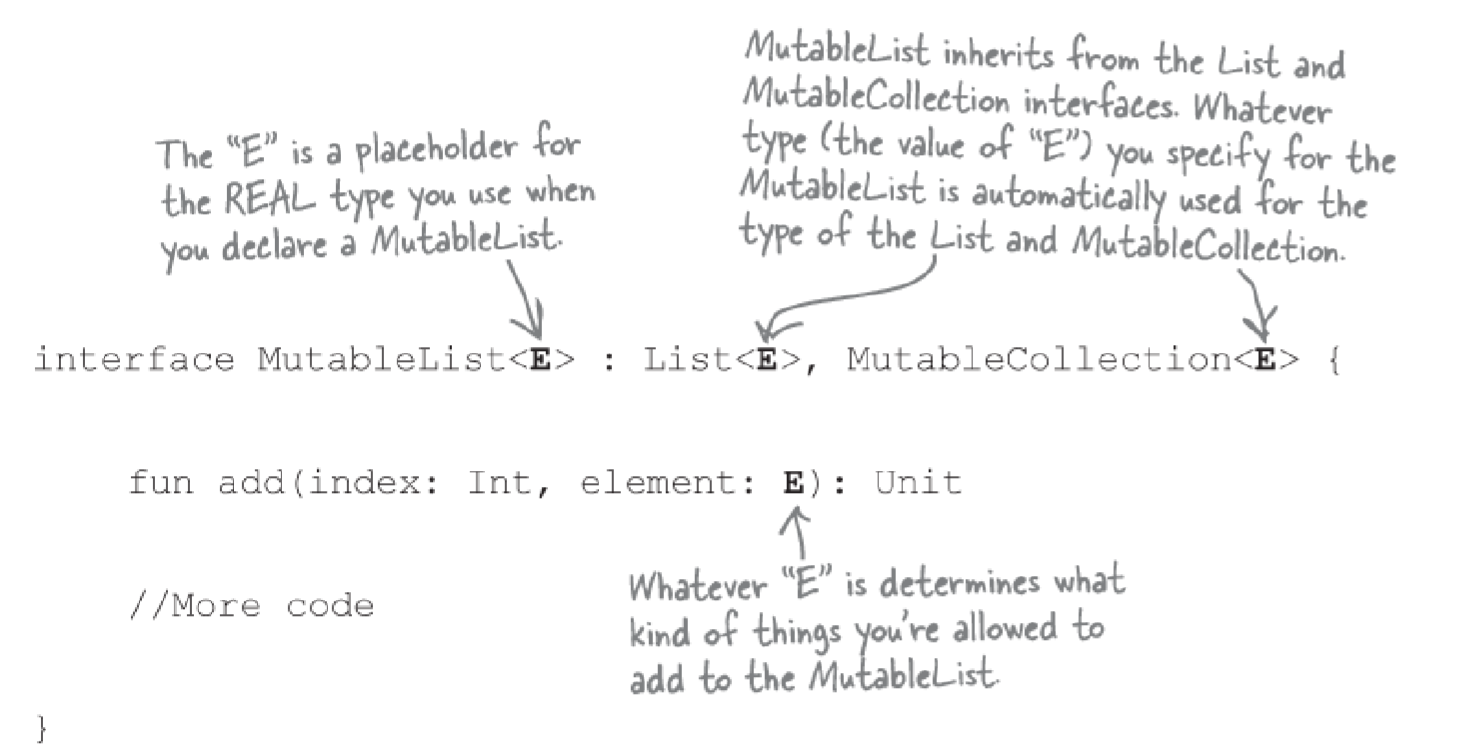 MutableList inherits from the List and
MutableCollection interfaces. Whatever
type (the value of “E”) you specify for the
MutableList is automatically used for the
type of the List and MutableCollection.
The “E” is a placeholder for
the REAL type you use when
you declare a MutableList.
interface MutableList<E> : List<E>, MutableCollection<E> {
fun add(index: Int, element: E): Unit
//More code
Whatever “E” is determines what
kind of things you're allowed to
add to the MutableList.
}